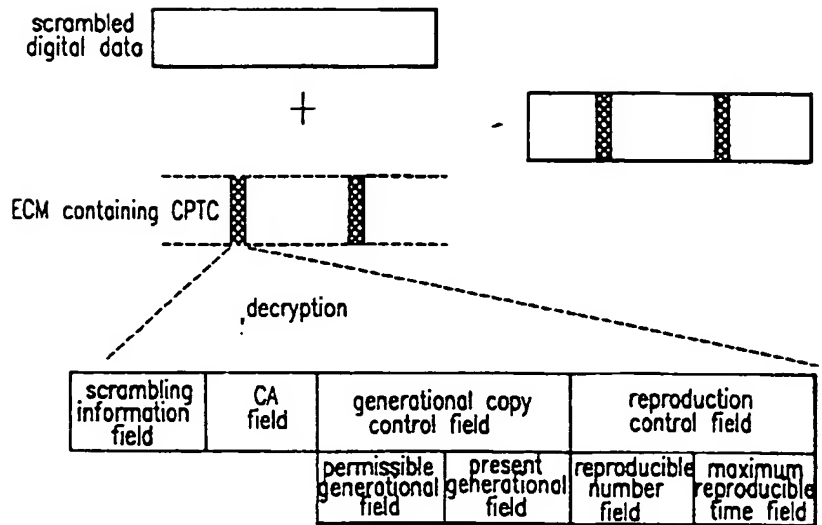 scrambled
digital data
+
ECM containing CPTC
decryption
scrambling
information
field
CA
field
generational copy
control field
reproduction
control field
permissible
generational
field
present
generational
field
reproducible
number
field
maximum
reproducible
time field